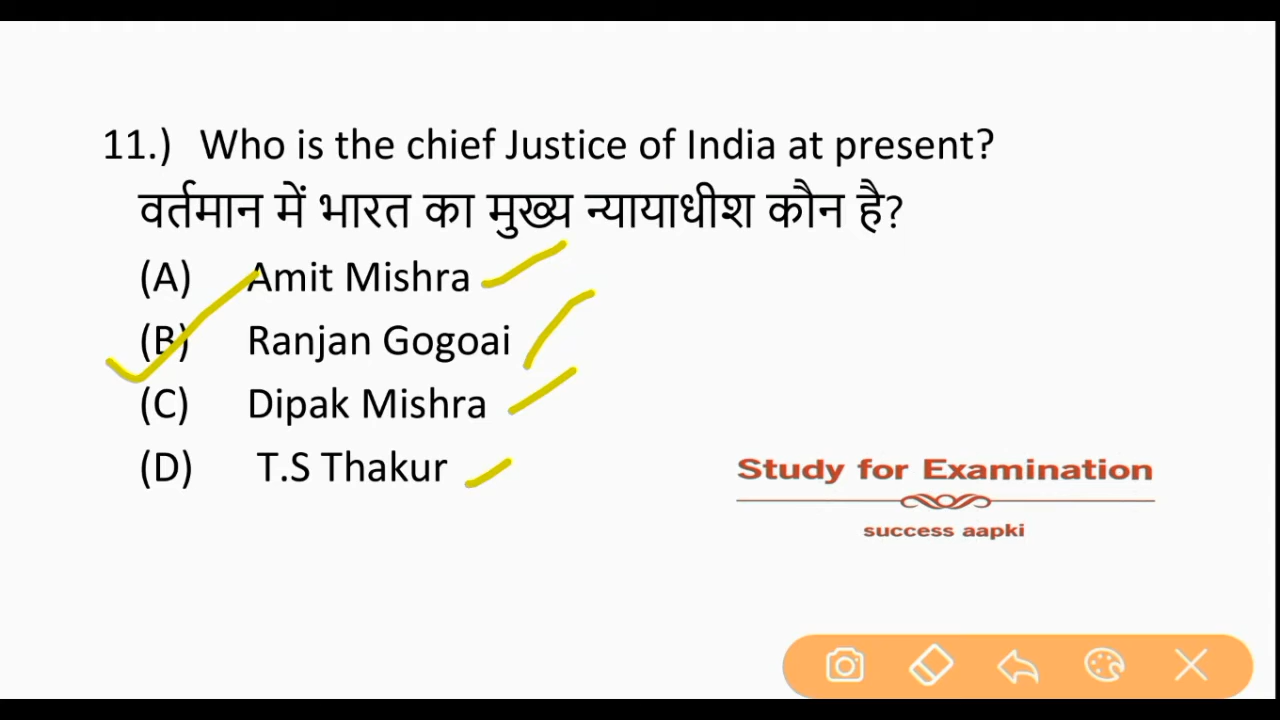 11.) Who is the chief Justice of India at present?
वर्तमान में भारत का मुख्य न्यायाधीश कौन है?
(A) Amit Mishra
(B) Ranjan Gogoai
(C) Dipak Mishra
(D) T.S Thakur
Study for Examination
success aapki